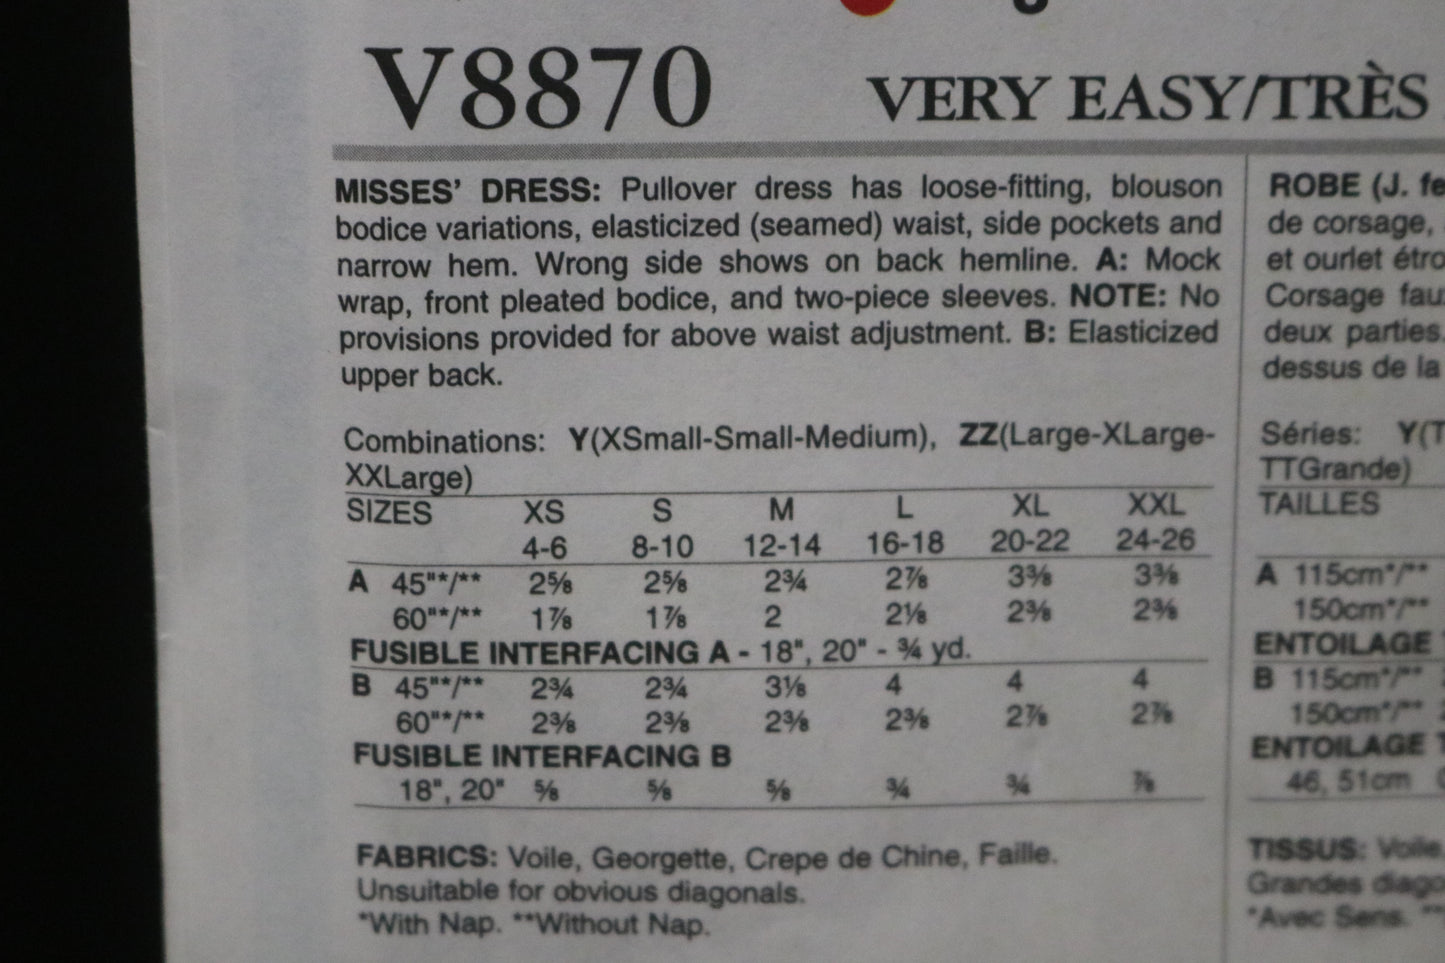 V8870
VERY EASY/TRÈS
MISSES' DRESS: Pullover dress has loose-fitting, blouson
bodice variations, elasticized (seamed) waist, side pockets and
narrow hem. Wrong side shows on back hemline. A: Mock
wrap, front pleated bodice, and two-piece sleeves. NOTE: No
provisions provided for above waist adjustment. B: Elasticized
upper back.
Combinations: Y(XSmall-Small-Medium), ZZ(Large-XLarge-
XXLarge)
SIZES XS S M L XL XXL
4-6 8-10 12-14 16-18 20-22 24-26
A 45"*/** 2⅝ 2⅝ 2¾ 2⅞ 3⅜ 3⅜
60"*/** 1⅞ 1⅞ 2 2⅛ 2⅜ 2⅜
FUSIBLE INTERFACING A - 18", 20" - ¾ yd.
B 45"*/** 2¾ 2¾ 3⅛ 4 4 4
60"*/** 2⅜ 2⅜ 2⅜ 2⅜ 2⅞ 2⅞
FUSIBLE INTERFACING B
18", 20" ⅝ ⅝ ⅝ ¾ ¾ ⅞
FABRICS: Voile, Georgette, Crepe de Chine, Faille.
Unsuitable for obvious diagonals.
*With Nap. **Without Nap.
ROBE (J. fe
de corsage,
et ourlet étro
Corsage fau
deux parties.
dessus de la
Séries: Y(T
TTGrande)
TAILLES
A 115cm*/**
150cm*/**
ENTOILAGE
B 115cm*/**
150cm*/**
ENTOILAGE
46, 51cm
TISSUS: Voile
Grandes diago
*Avec Sens. **